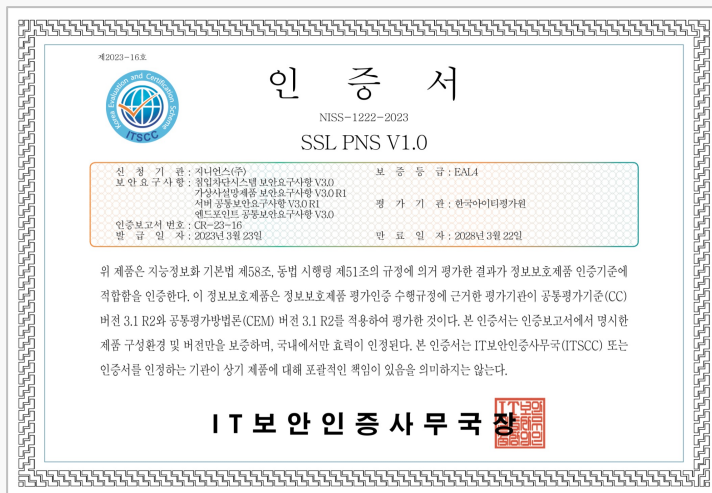 제2023-16호
Korea Evaluation and Certification Scheme
ITSCC
인 증 서
NISS-1222-2023
SSL PNS V1.0
신 청 기 관 : 지니언스(주) 보 증 등 급 : EAL4
보 안 요 구 사 항 : 침입차단시스템 보안요구사항 V3.0
가상사설망제품 보안요구사항 V3.0 R1
서버 공통보안요구사항 V3.0 R1 평 가 기 관 : 한국아이티평가원
엔드포인트 공통보안요구사항 V3.0
인증보고서 번호 : CR-23-16
발 급 일 자 : 2023년 3월 23일 만 료 일 자 : 2028년 3월 22일
위 제품은 지능정보화 기본법 제58조, 동법 시행령 제51조의 규정에 의거 평가한 결과가 정보보호제품 인증기준에
적합함을 인증한다. 이 정보보호제품은 정보보호제품 평가인증 수행규정에 근거한 평가기관이 공통평가기준(CC)
버전 3.1 R2와 공통평가방법론(CEM) 버전 3.1 R2를 적용하여 평가한 것이다. 본 인증서는 인증보고서에서 명시한
제품 구성환경 및 버전만을 보증하며, 국내에서만 효력이 인정된다. 본 인증서는 IT보안인증사무국(ITSCC) 또는
인증서를 인정하는 기관이 상기 제품에 대해 포괄적인 책임이 있음을 의미하지는 않는다.
IT보안인증사무국장